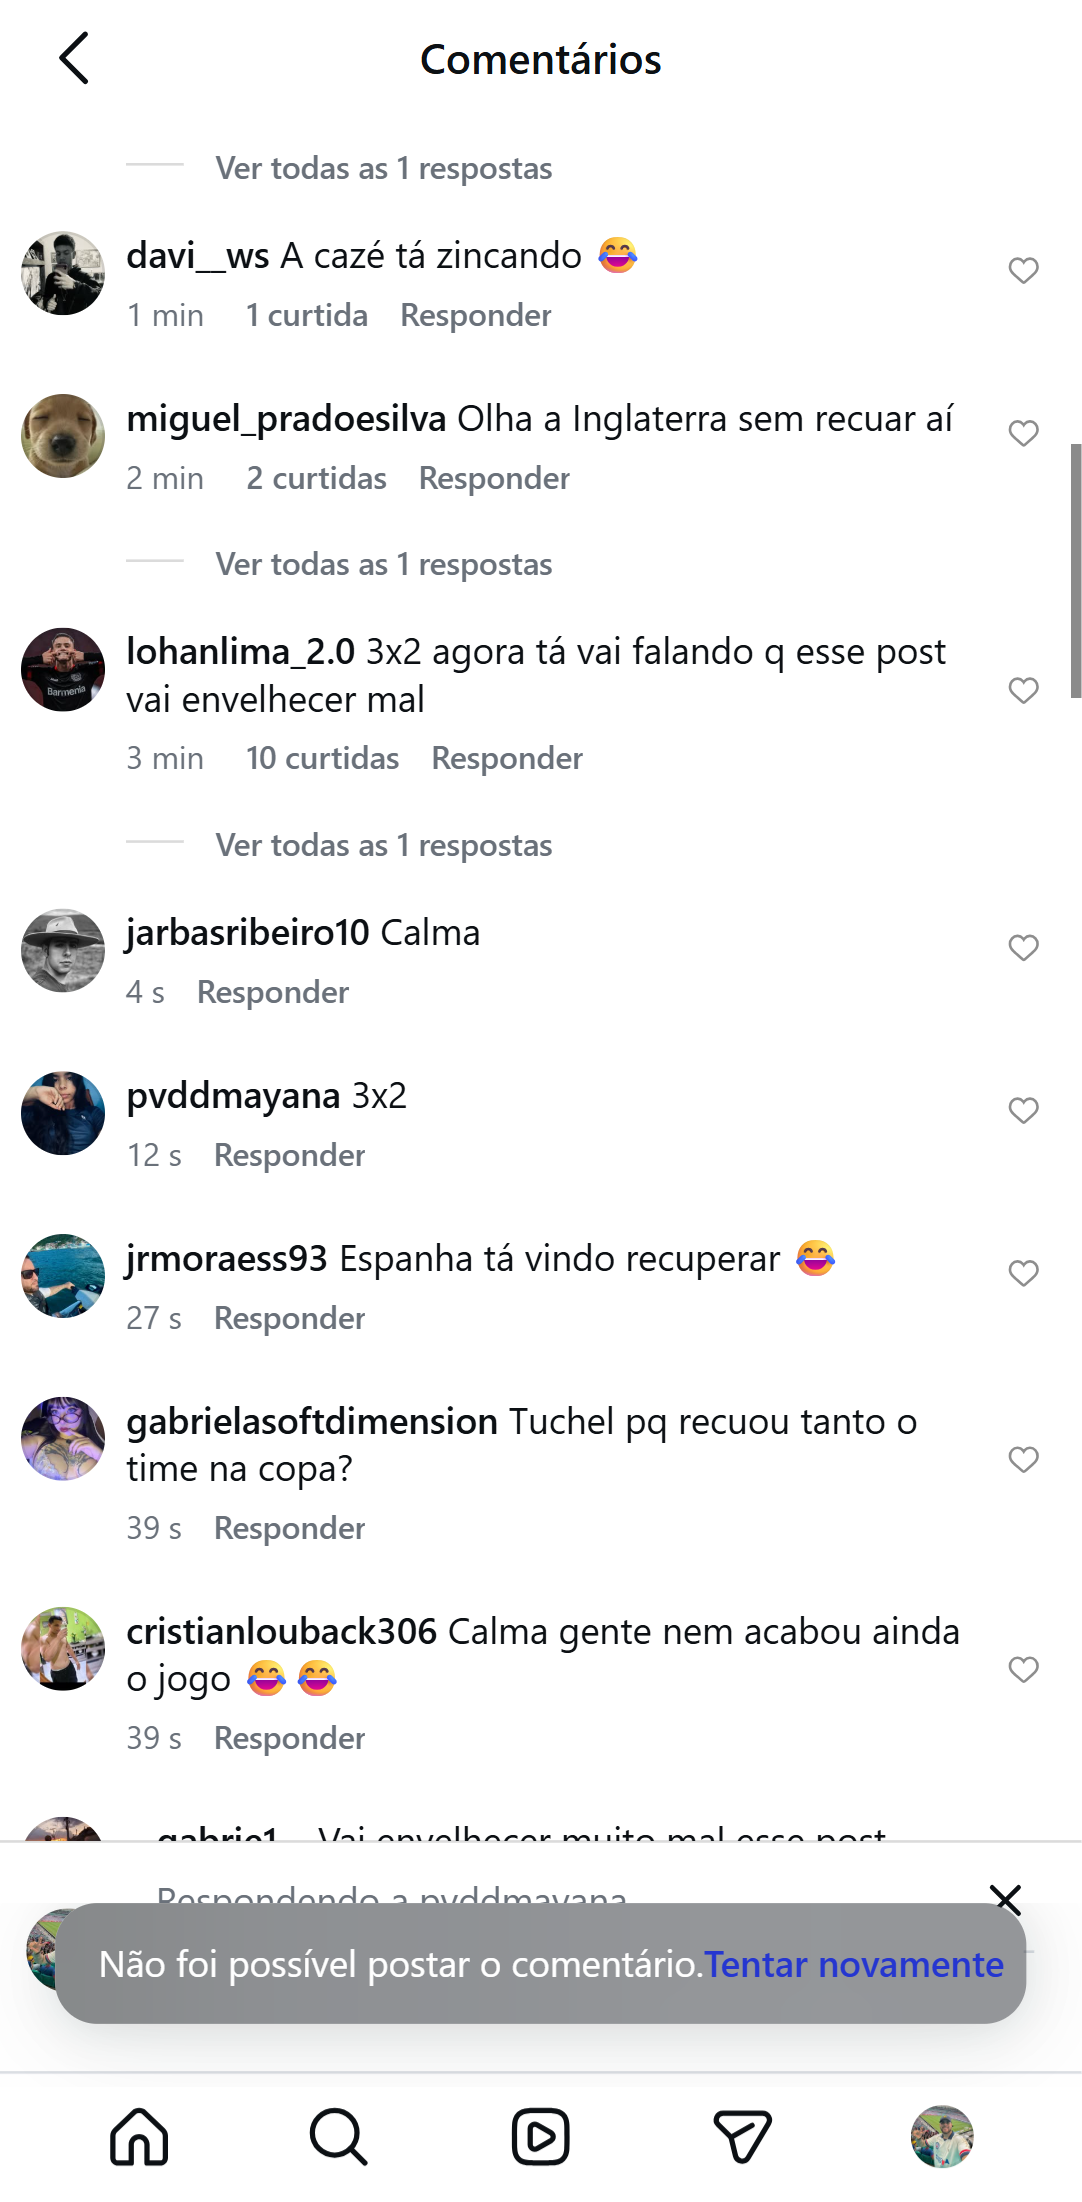 Comentários
Ver todas as 1 respostas
davi__ws A cazé tá zincando 😂
1 min 1 curtida Responder
miguel_pradoesilva Olha a Inglaterra sem recuar aí
2 min 2 curtidas Responder
Ver todas as 1 respostas
lohanlima_2.0 3x2 agora tá vai falando q esse post
vai envelhecer mal
3 min 10 curtidas Responder
Ver todas as 1 respostas
jarbasribeiro10 Calma
4 s Responder
pvddmayana 3x2
12 s Responder
jrmoraess93 Espanha tá vindo recuperar 😂
27 s Responder
gabrielasoftdimension Tuchel pq recuou tanto o
time na copa?
39 s Responder
cristianlouback306 Calma gente nem acabou ainda
o jogo 😂😂
39 s Responder
Vai envelhecer muito mal esse post
Respondendo a pvddmayana
Não foi possível postar o comentário.Tentar novamente